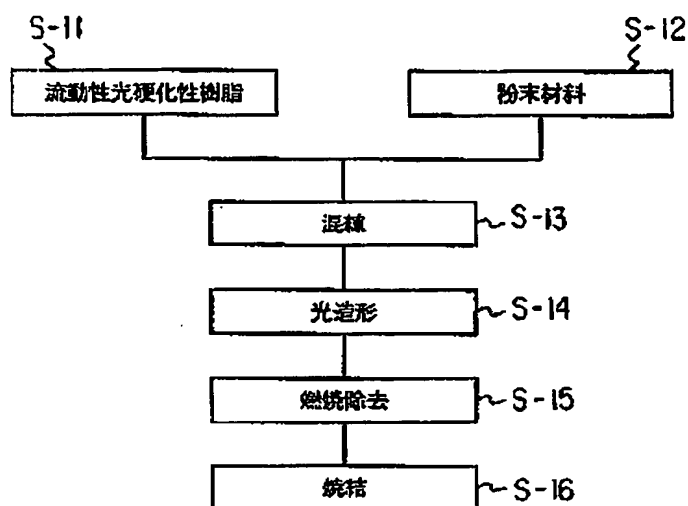 S-11
S-12
流動性光硬化性樹脂
粉末材料
混練
S-13
光造形
S-14
燃焼除去
S-15
焼結
S-16